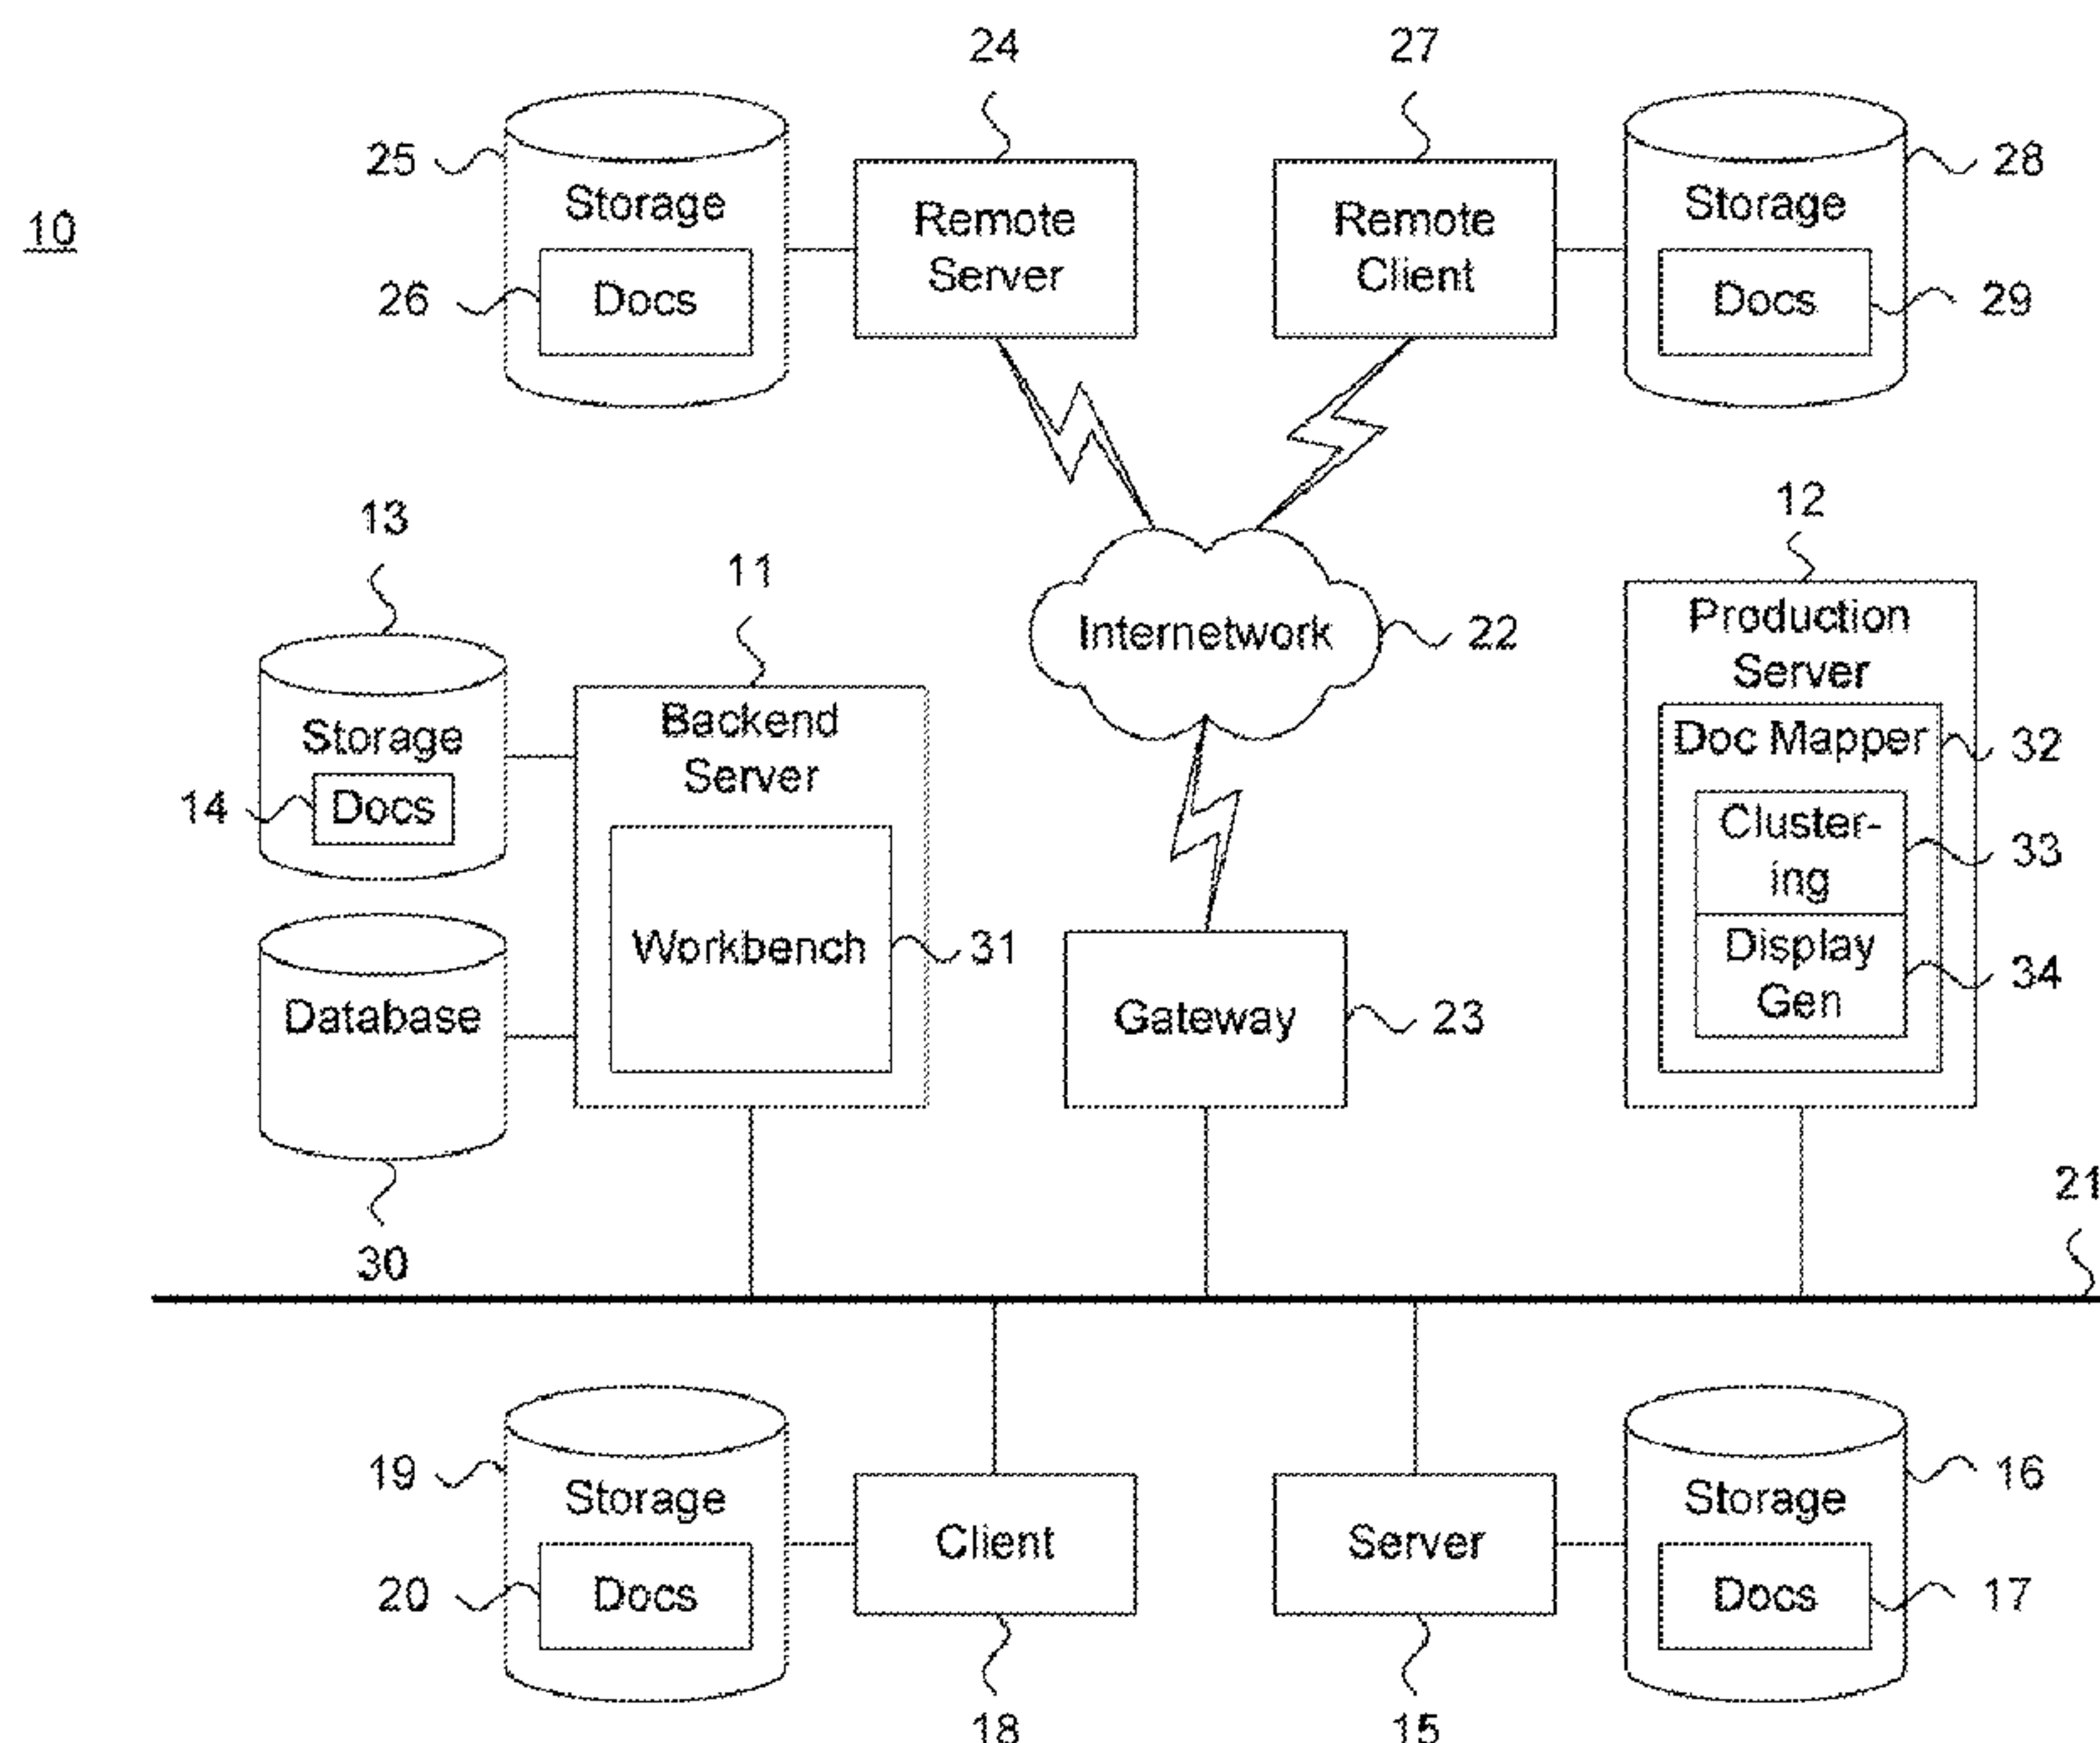 24
27
25
28
Storage
Remote
Server
Remote
Client
Storage
10
26
Docs
Docs
29
13
11
12
Internetwork
22
Production
Server
Storage
Backend
Server
Doc Mapper
32
14
Docs
Cluster-
ing
33
Workbench
31
Display
Gen
34
Database
Gateway
23
30
21
19
Storage
Client
Server
Storage
16
20
Docs
Docs
17
18
15